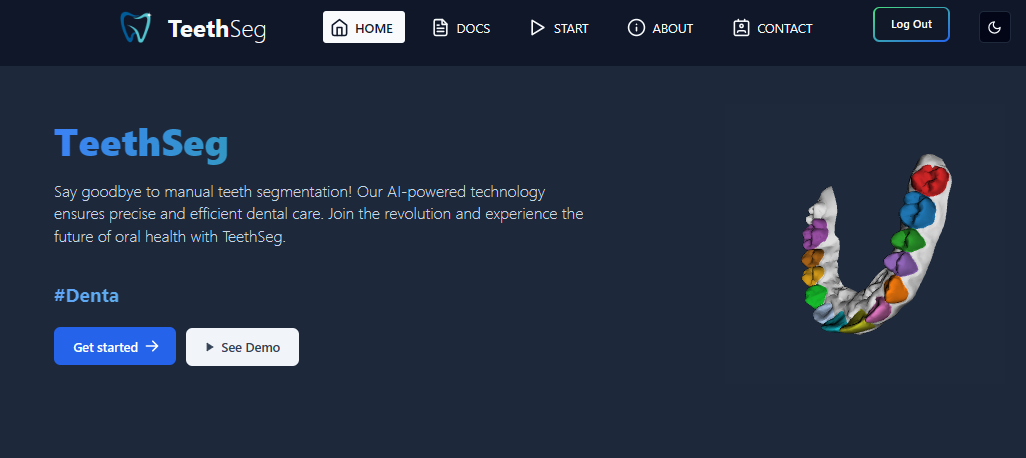 TeethSeg
HOME
DOCS
START
ABOUT
CONTACT
Log Out
TeethSeg
Say goodbye to manual teeth segmentation! Our AI-powered technology
ensures precise and efficient dental care. Join the revolution and experience the
future of oral health with TeethSeg.
#Denta
Get started
See Demo